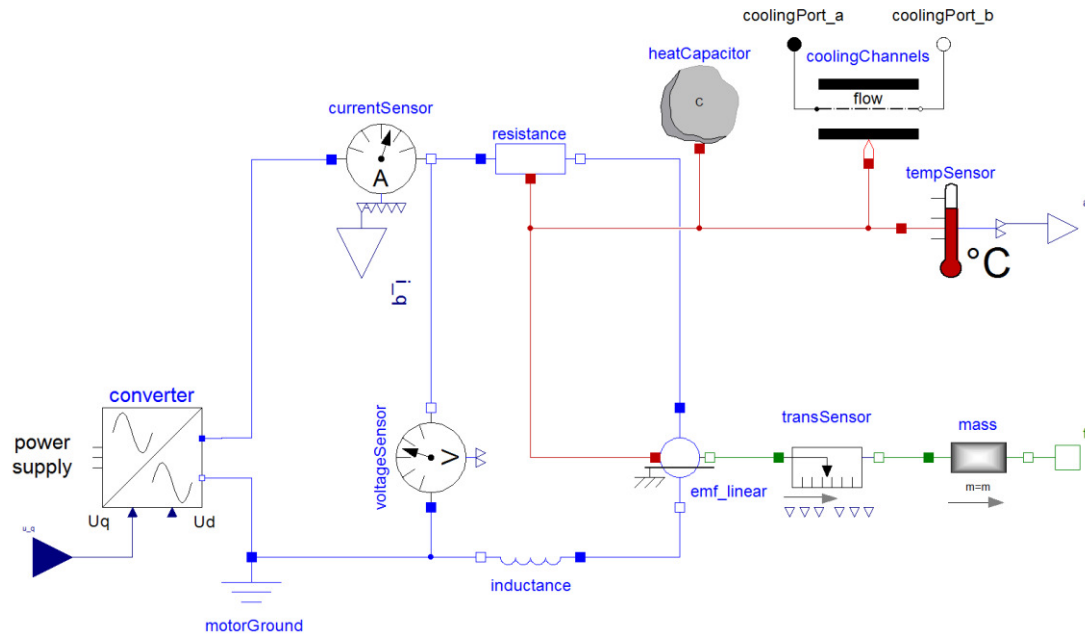 coolingPort_a
coolingPort_b
heatCapacitor
coolingChannels
C
flow
currentSensor
resistance
A
tempSensor
°C
i_q
converter
voltageSensor
V
transSensor
mass
power
supply
emf_linear
m=m
Uq
Ud
u_q
inductance
motorGround